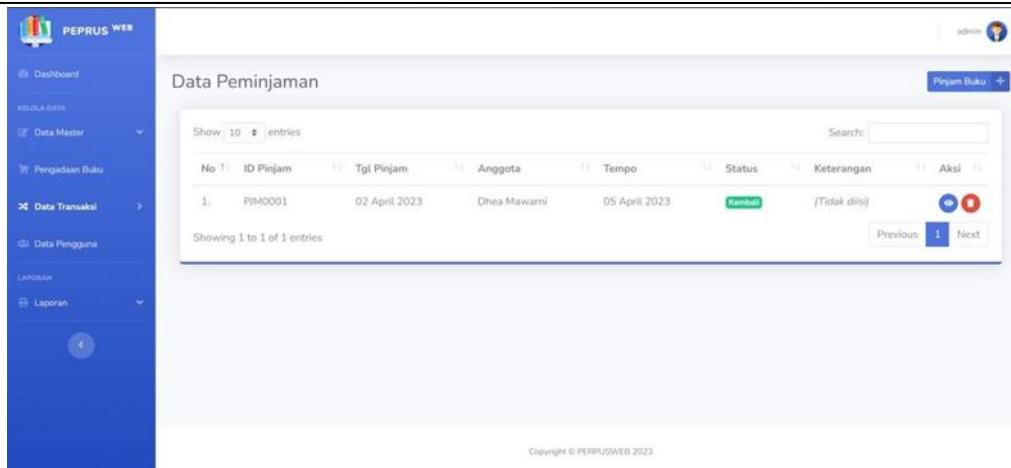 PEPRUS WEB
admin
Dashboard
Data Peminjaman
Pinjam Buku +
KELOLA DATA
Data Master
Pengadaan Buku
Data Transaksi
Data Pengguna
LAPORAN
Laporan
Show 10 entries
Search:
No ID Pinjam Tgl Pinjam Anggota Tempo Status Keterangan Aksi
1. PJM0001 02 April 2023 Dhea Mawarni 05 April 2023 Kembali (Tidak diisi)
Showing 1 to 1 of 1 entries
Previous 1 Next
Copyright © PERPUSWEB 2023